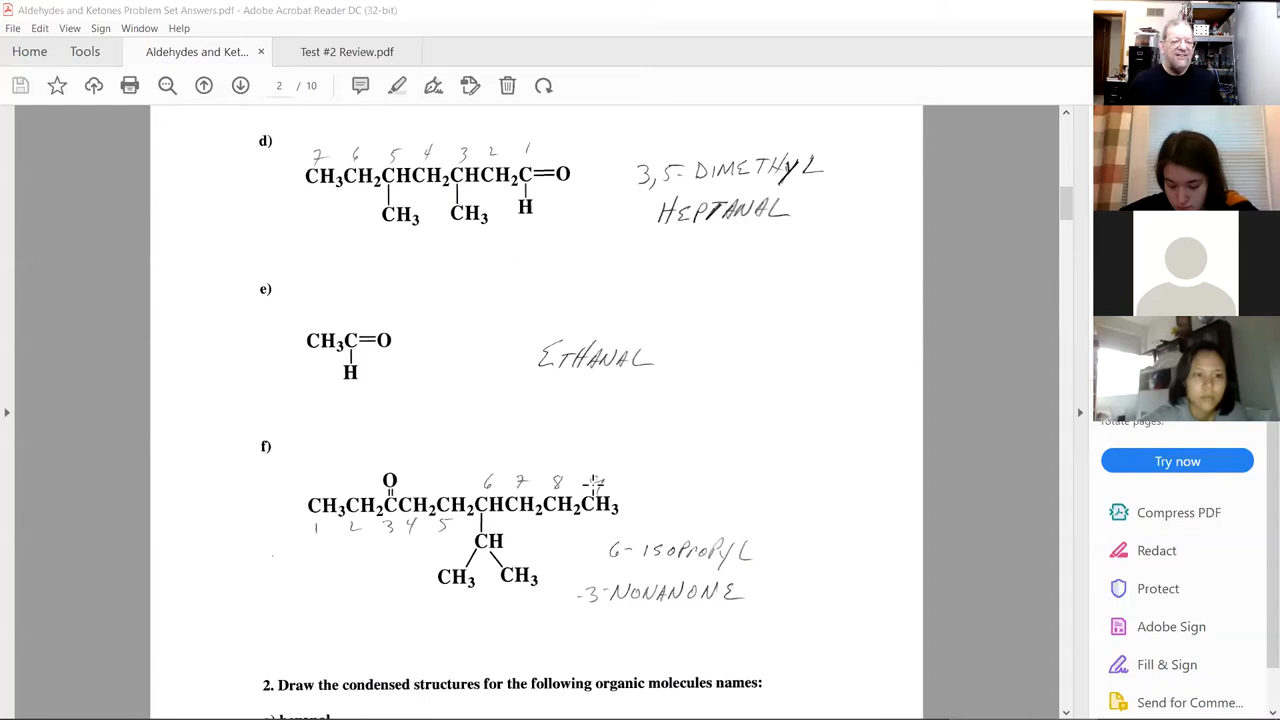 Aldehydes and Ketones Problem Set Answers.pdf - Adobe Acrobat Reader DC (32-bit)
File Edit View Sign Window Help
Home Tools Aldehydes and Ket... × Test #2 Review.pdf
2 / 10
d)
7 6 5 4 3 2 1
CH₃CH₂CHCH₂CHCH₂C=O
CH₃ CH₃ H
3,5-DIMETHYL
HEPTANAL
e)
CH₃C=O
H
ETHANAL
f)
O
6 7 8
CH₃CH₂CCH₂CH₂CHCH₂CH₂CH₃
1 2 3 4 5
CH
CH₃ CH₃
6-ISOPROPYL
-3-NONANONE
2. Draw the condensed structures for the following organic molecules names:
Try now
Compress PDF
Redact
Protect
Adobe Sign
Fill & Sign
Send for Comme...